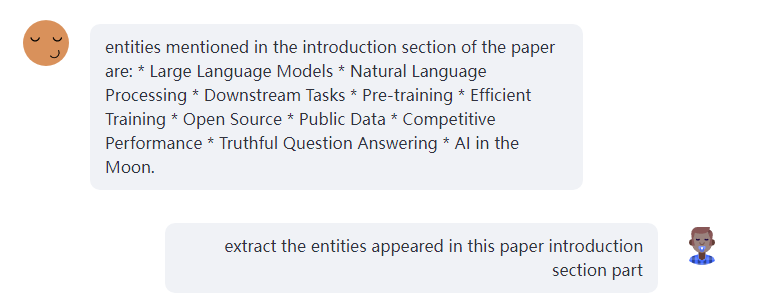 entities mentioned in the introduction section of the paper
are: * Large Language Models * Natural Language
Processing * Downstream Tasks * Pre-training * Efficient
Training * Open Source * Public Data * Competitive
Performance * Truthful Question Answering * AI in the
Moon.
extract the entities appeared in this paper introduction
section part